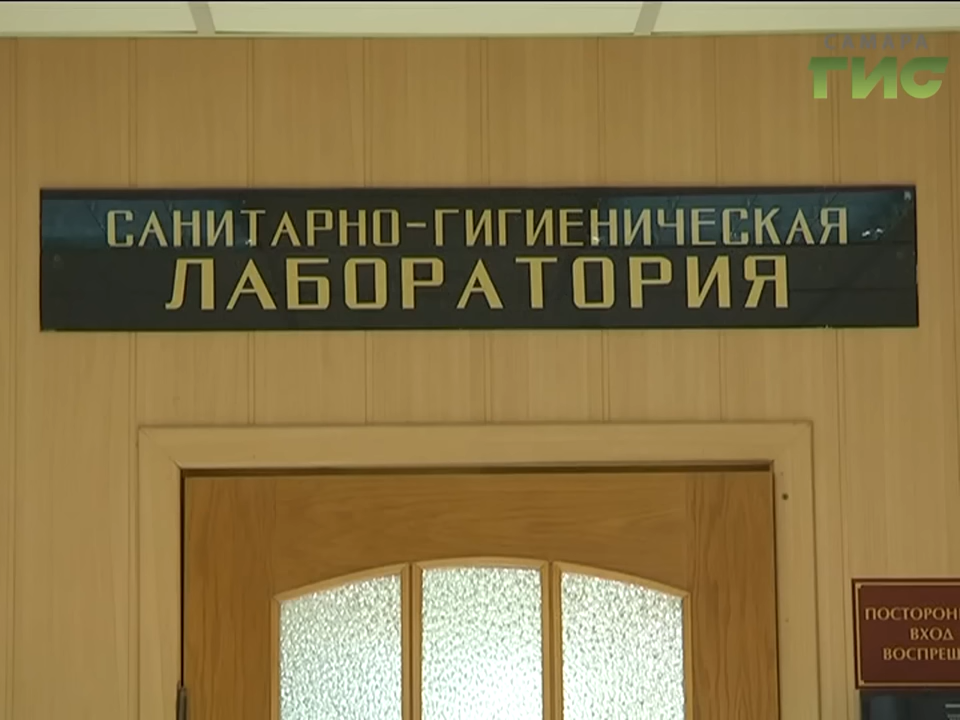 САМАРА
ГИС
САНИТАРНО-ГИГИЕНИЧЕСКАЯ
ЛАБОРАТОРИЯ
ВХОД